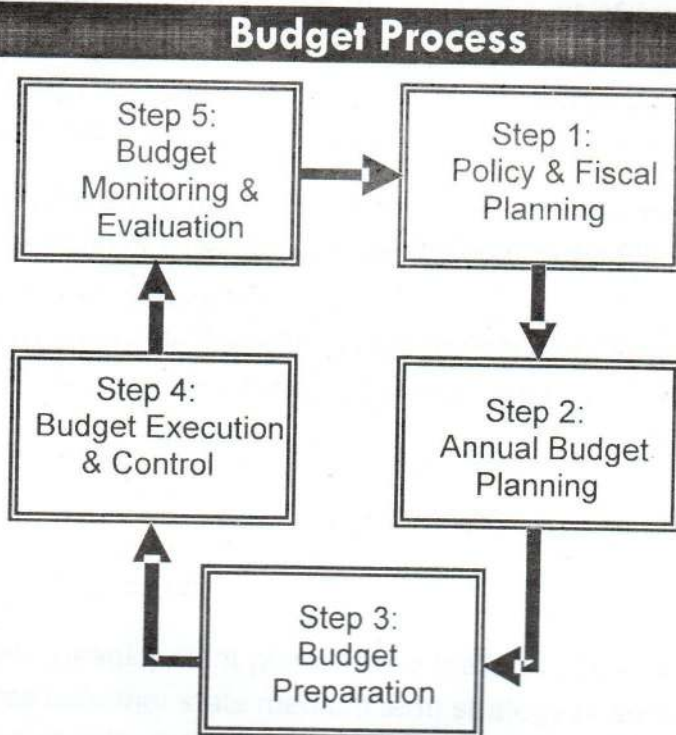 Budget Process
Step 5:
Budget
Monitoring &
Evaluation
Step 1:
Policy & Fiscal
Planning
Step 4:
Budget Execution
& Control
Step 2:
Annual Budget
Planning
Step 3:
Budget
Preparation